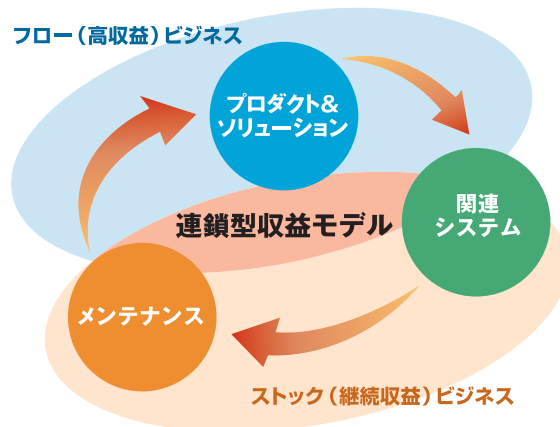 フロー（高収益）ビジネス
プロダクト&
ソリューション
関連
システム
連鎖型収益モデル
メンテナンス
ストック（継続収益）ビジネス